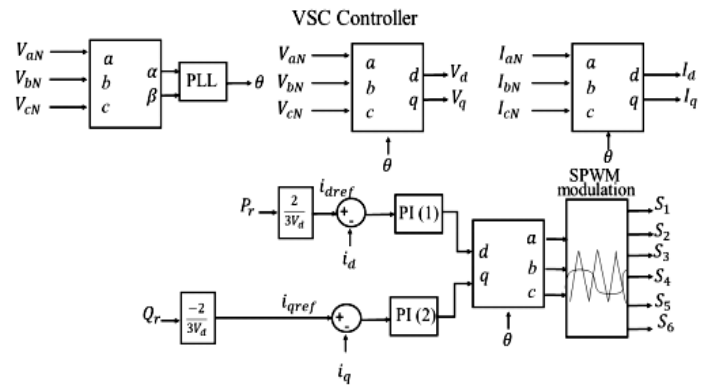 VSC Controller
V_aN
V_bN
V_cN
a
b
c
α
β
PLL
θ
V_aN
V_bN
V_cN
a
b
c
d
q
V_d
V_q
θ
I_aN
I_bN
I_cN
a
b
c
d
q
I_d
I_q
θ
SPWM
modulation
P_r
2
3V_d
i_dref
+
-
i_d
PI (1)
Q_r
-2
3V_d
i_qref
+
-
i_q
PI (2)
d
q
a
b
c
θ
S_1
S_2
S_3
S_4
S_5
S_6